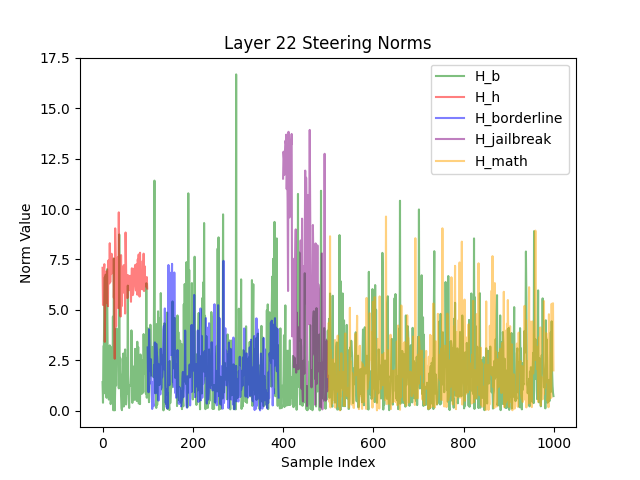 Layer 22 Steering Norms
17.5
15.0
12.5
10.0
7.5
5.0
2.5
0.0
Norm Value
H_b
H_h
H_borderline
H_jailbreak
H_math
0 200 400 600 800 1000
Sample Index